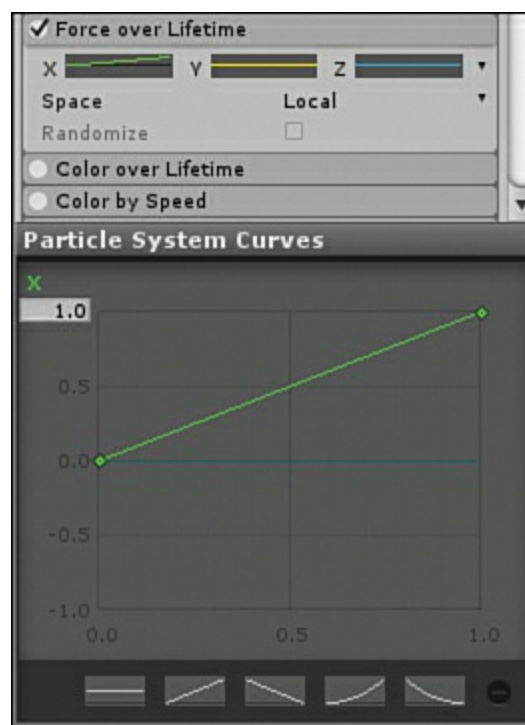 Force over Lifetime
X Y Z
Space Local
Randomize
Color over Lifetime
Color by Speed
Particle System Curves
X
1.0
0.5
0.0
-0.5
-1.0
0.0 0.5 1.0